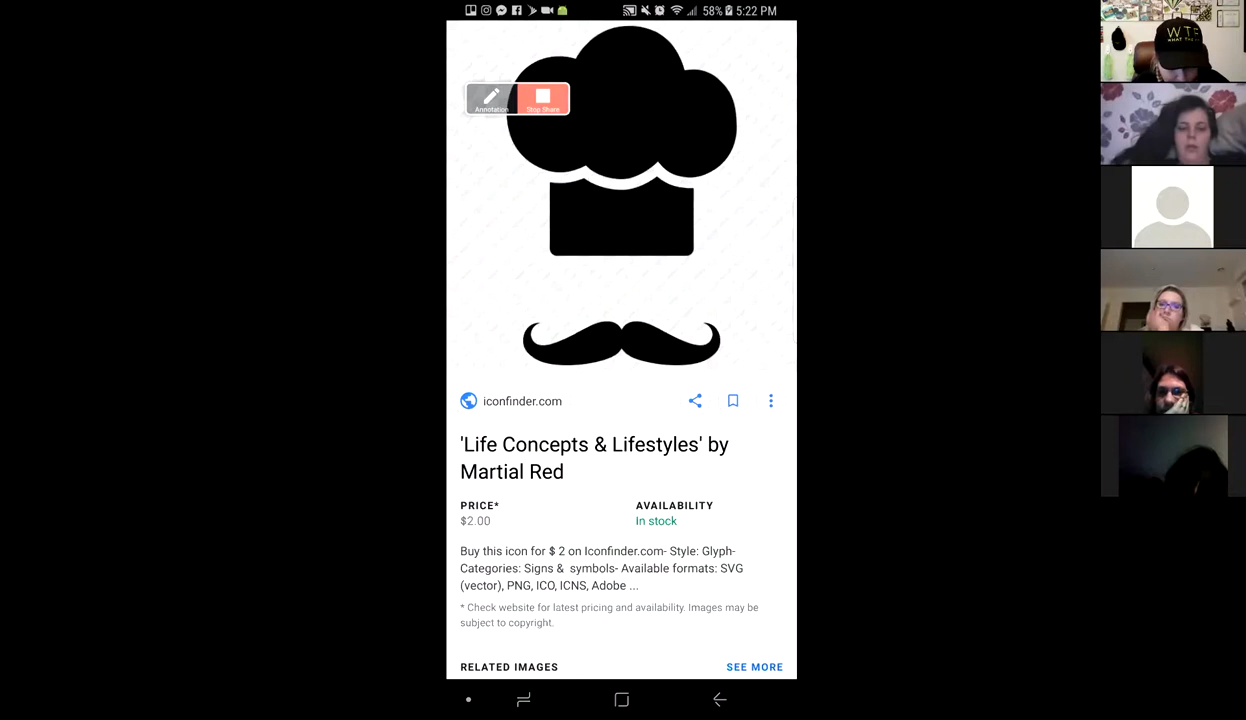 58% 5:22 PM
Annotation
Stop Share
iconfinder.com
'Life Concepts & Lifestyles' by
Martial Red
PRICE*
AVAILABILITY
$2.00
In stock
Buy this icon for $ 2 on Iconfinder.com- Style: Glyph-
Categories: Signs & symbols- Available formats: SVG
(vector), PNG, ICO, ICNS, Adobe ...
* Check website for latest pricing and availability. Images may be
subject to copyright.
RELATED IMAGES
SEE MORE
WTF
WHAT THE